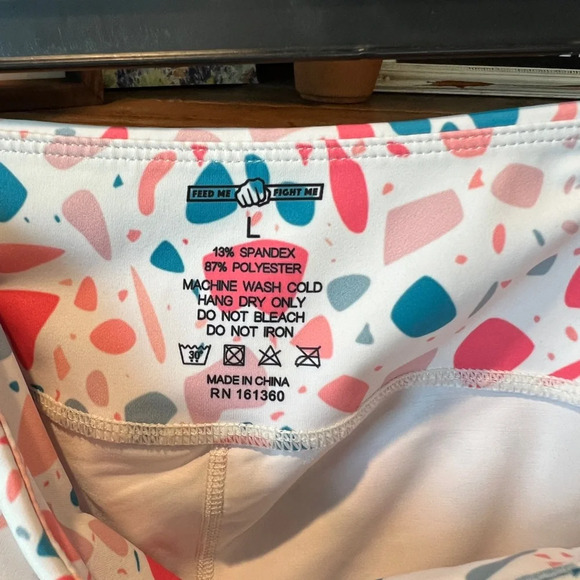 FEED ME FIGHT ME
L
13% SPANDEX
87% POLYESTER
MACHINE WASH COLD
HANG DRY ONLY
DO NOT BLEACH
DO NOT IRON
30°
MADE IN CHINA
RN 161360